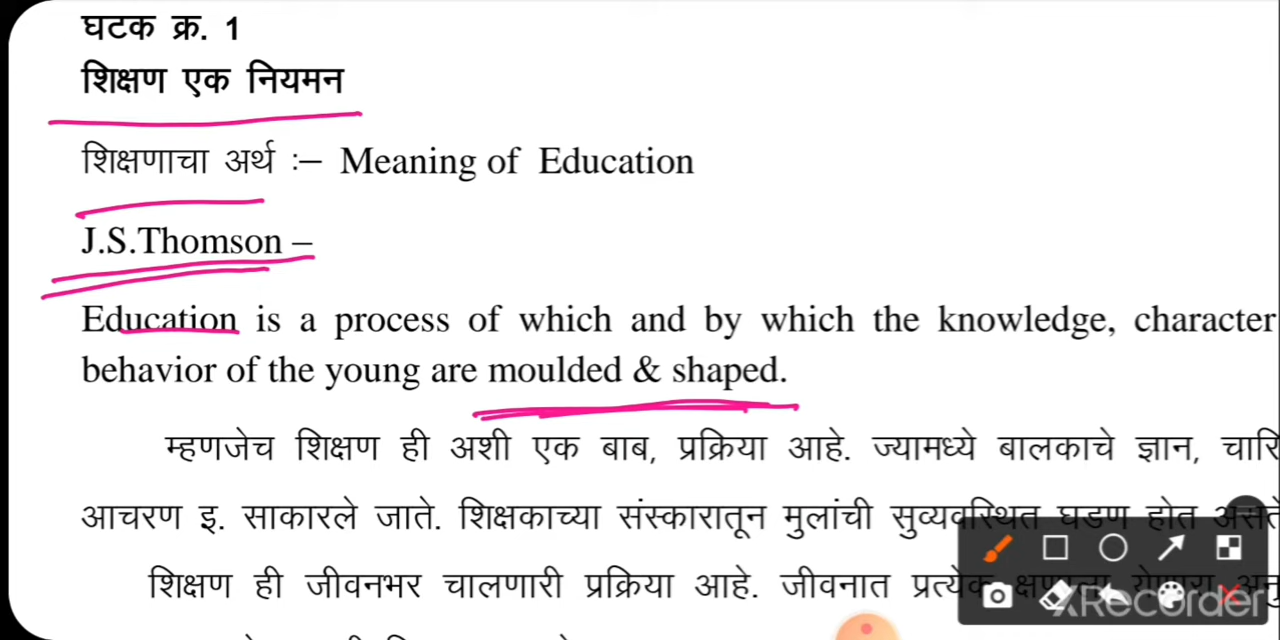 घटक क्र. 1
शिक्षण एक नियमन
शिक्षणाचा अर्थ :– Meaning of Education
J.S.Thomson –
Education is a process of which and by which the knowledge, character
behavior of the young are moulded & shaped.
म्हणजेच शिक्षण ही अशी एक बाब, प्रक्रिया आहे. ज्यामध्ये बालकाचे ज्ञान,
आचरण इ. साकारले जाते. शिक्षकाच्या संस्कारातून मुलांची सुव्यवस्थित घडण होत असते
शिक्षण ही जीवनभर चालणारी प्रक्रिया आहे. जीवनात प्रत्येक
XRecorder